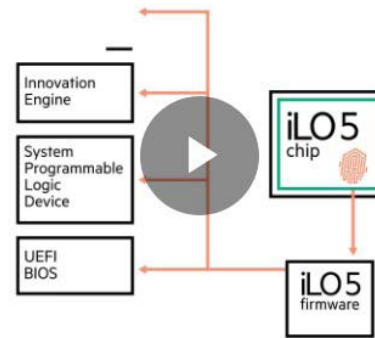 Innovation
Engine
System
Programmable
Logic
Device
UEFI
BIOS
iLO 5
chip
iLO 5
firmware